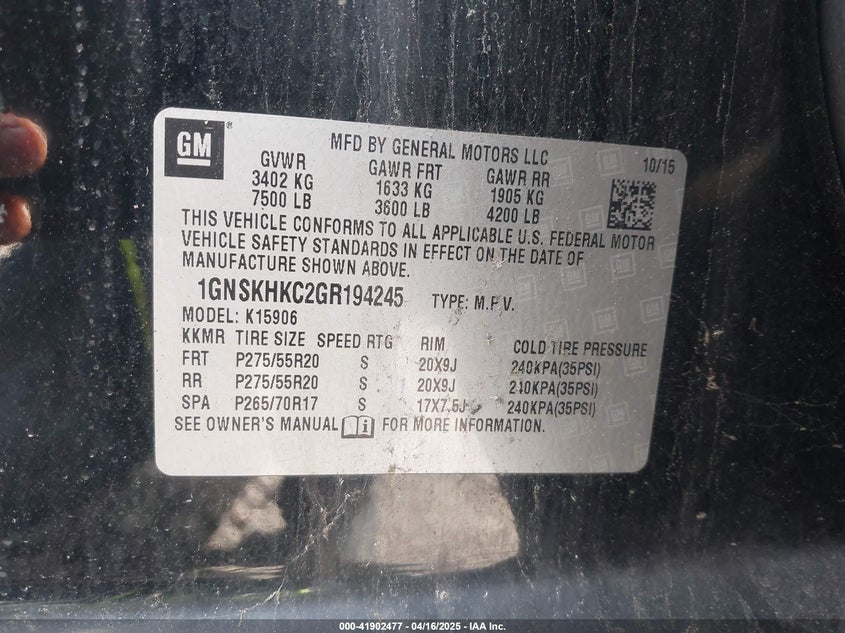 GM
MFD BY GENERAL MOTORS LLC
10/15
GVWR GAWR FRT GAWR RR
3402 KG 1633 KG 1905 KG
7500 LB 3600 LB 4200 LB
THIS VEHICLE CONFORMS TO ALL APPLICABLE U.S. FEDERAL MOTOR
VEHICLE SAFETY STANDARDS IN EFFECT ON THE DATE OF
MANUFACTURE SHOWN ABOVE.
1GNSKHKC2GR194245 TYPE: M.P.V.
MODEL: K15906
KKMR TIRE SIZE SPEED RTG RIM COLD TIRE PRESSURE
FRT P275/55R20 S 20X9J 240KPA(35PSI)
RR P275/55R20 S 20X9J 240KPA(35PSI)
SPA P265/70R17 S 17X7.5J 240KPA(35PSI)
SEE OWNER'S MANUAL i FOR MORE INFORMATION.
000-41902477 - 04/16/2025 - IAA Inc.